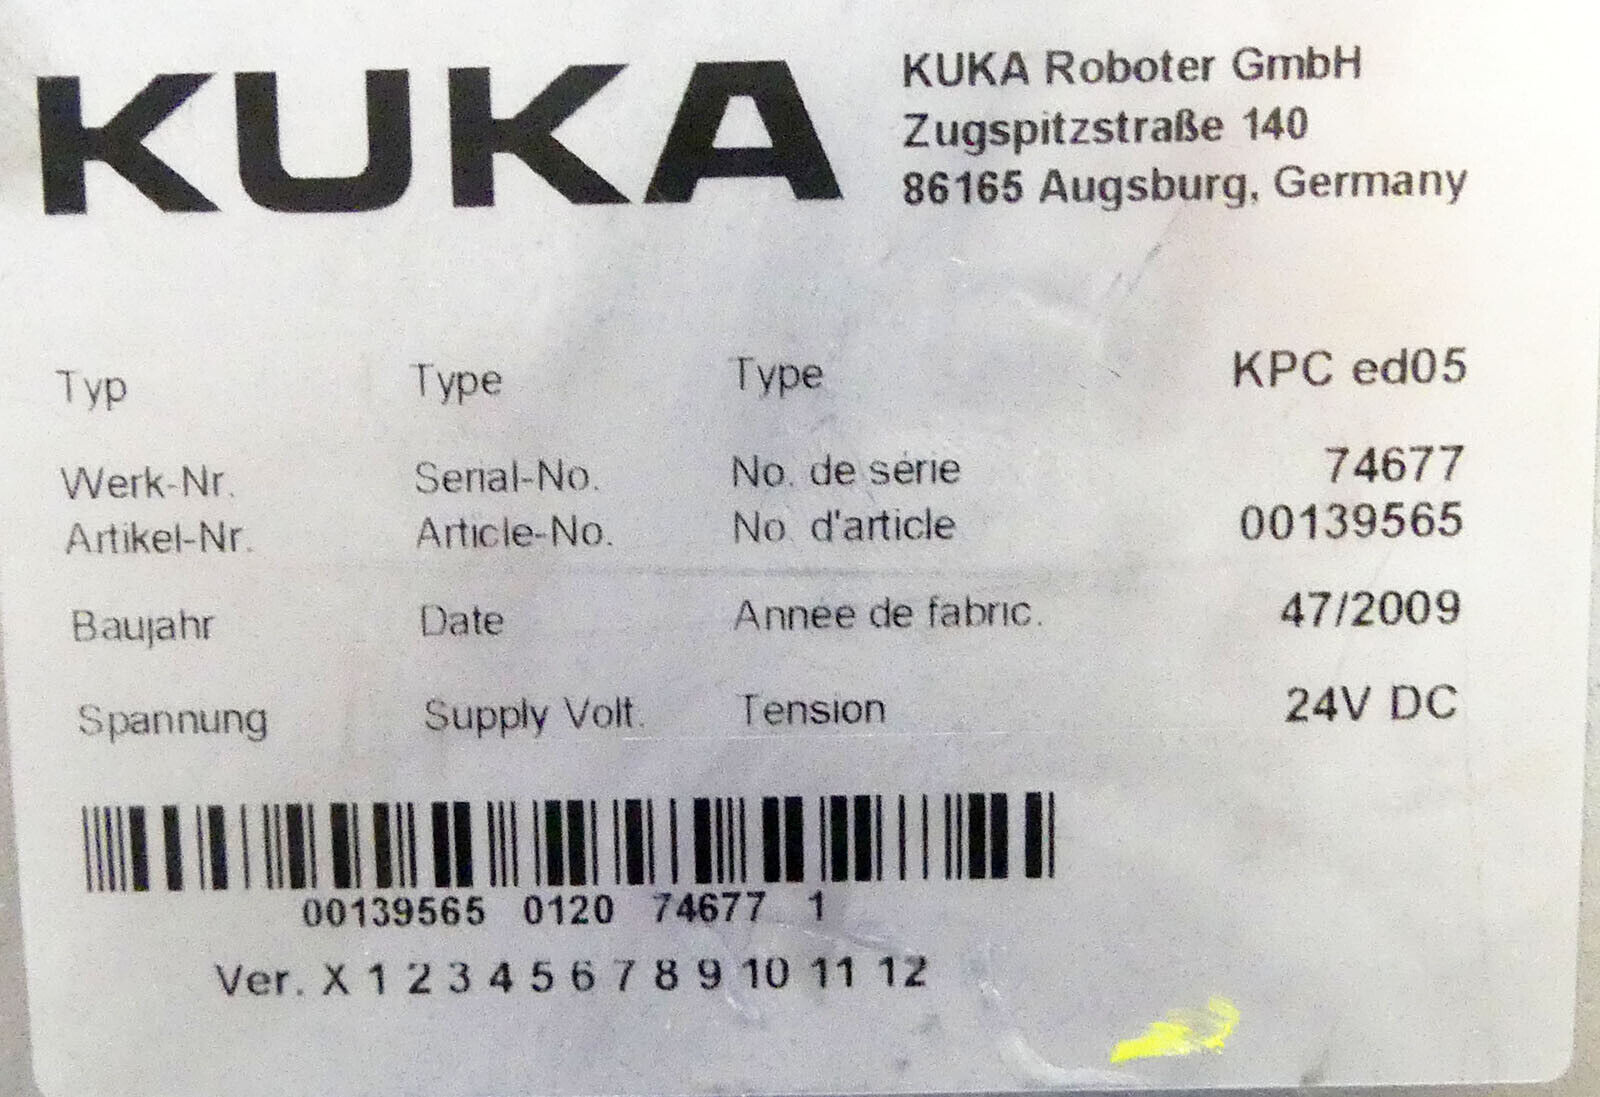 KUKA
KUKA Roboter GmbH
Zugspitzstraße 140
86165 Augsburg, Germany
Typ Type Type KPC ed05
Werk-Nr. Serial-No. No. de série 74677
Artikel-Nr. Article-No. No. d'article 00139565
Baujahr Date Année de fabric. 47/2009
Spannung Supply Volt. Tension 24V DC
00139565 0120 74677 1
Ver. X 1 2 3 4 5 6 7 8 9 10 11 12